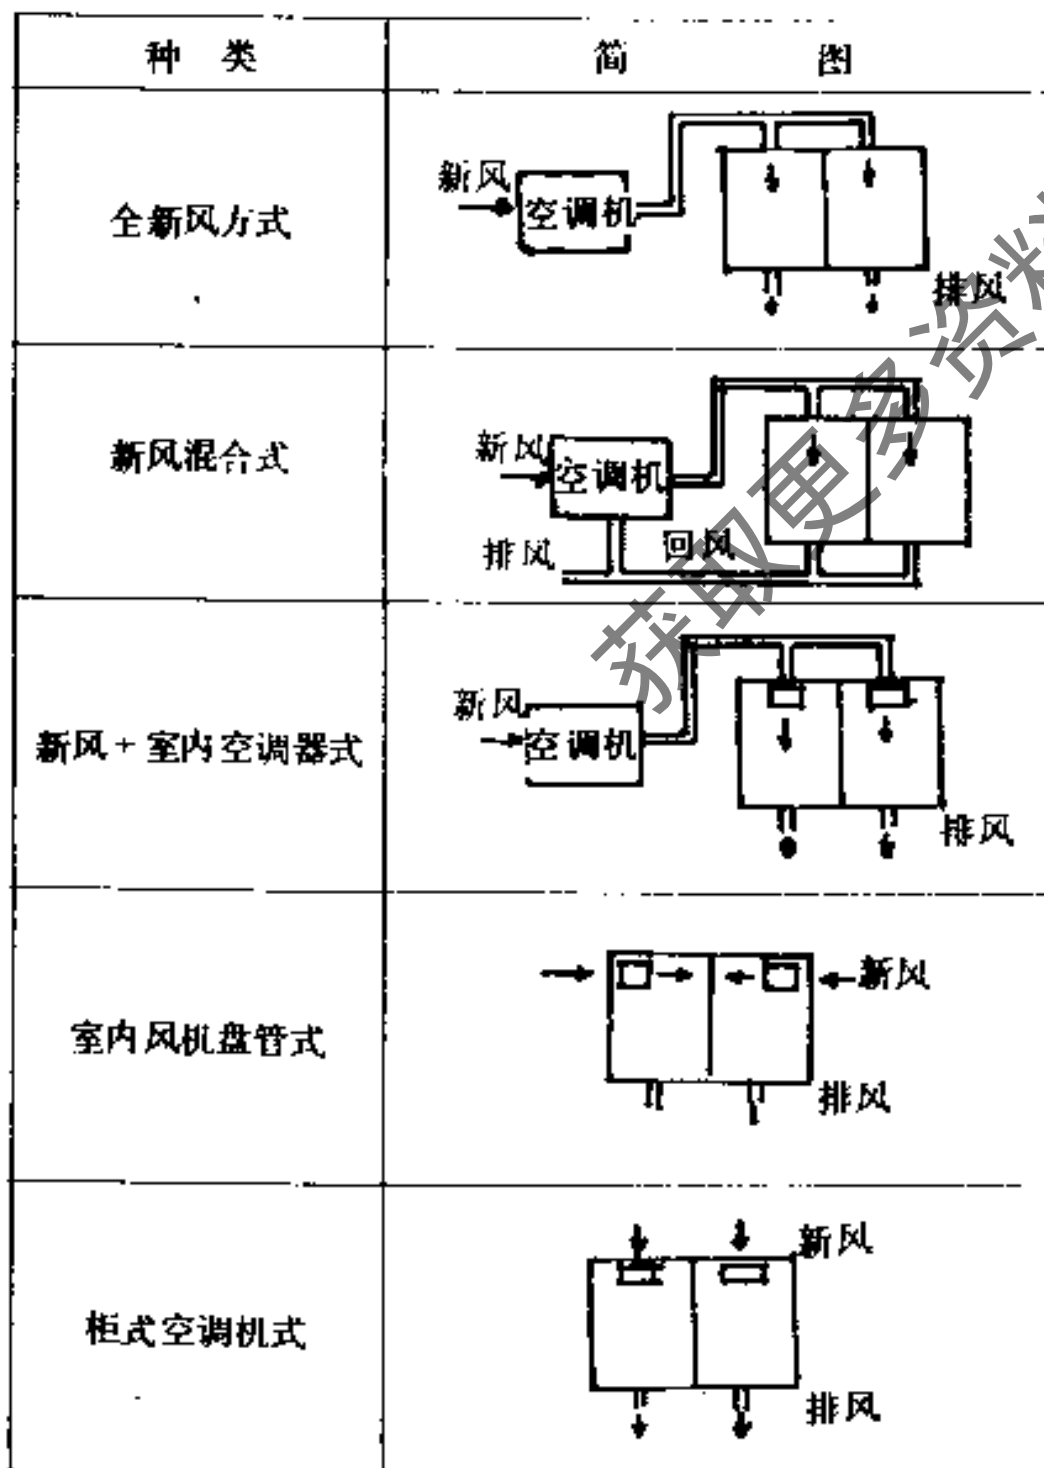 种 类
简 图
全新风方式
新风
空调机
排风
新风混合式
新风
空调机
排风
回风
新风+室内空调器式
新风
空调机
排风
室内风机盘管式
新风
排风
柜式空调机式
新风
排风
获取更多资料